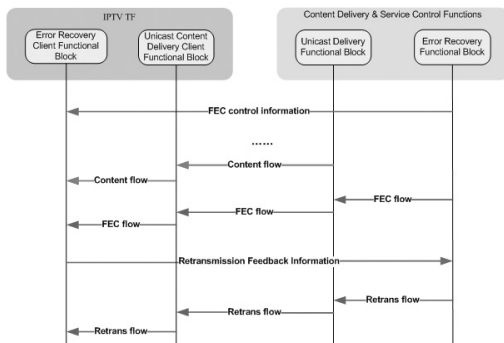 IPTV TF
Content Delivery & Service Control Functions
Error Recovery
Client Functional
Block
Unicast Content
Delivery Client
Functional Block
Unicast Delivery
Functional Block
Error Recovery
Functional Block
FEC control information
......
Content flow
Content flow
FEC flow
FEC flow
FEC flow
Retransmission Feedback Information
Retrans flow
Retrans flow
Retrans flow